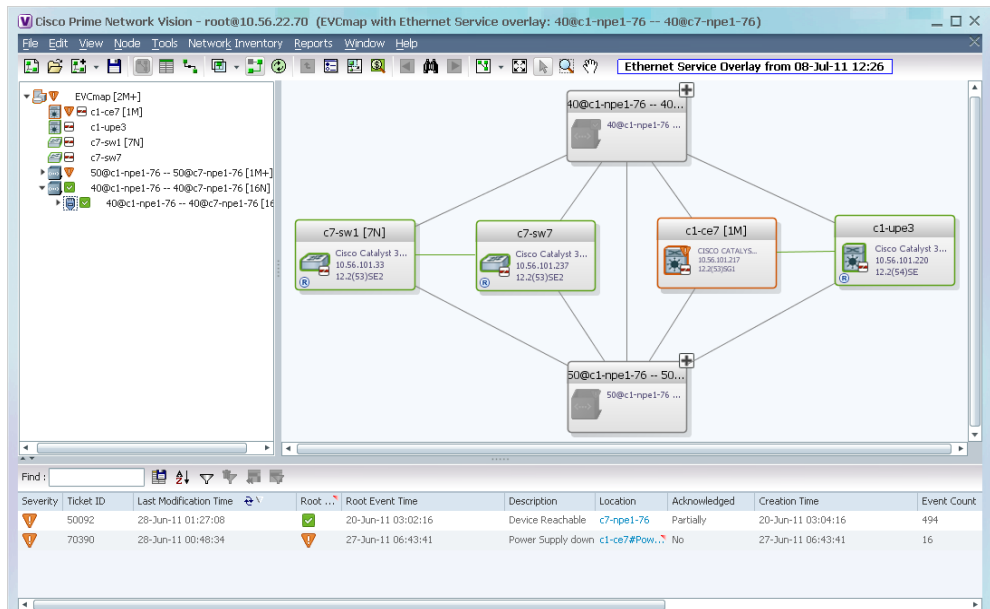 Cisco Prime Network Vision - root@10.56.22.70 (EVCmap with Ethernet Service overlay: 40@c1-npe1-76 -- 40@c7-npe1-76)
File Edit View Node Tools Network Inventory Reports Window Help
Ethernet Service Overlay from 08-Jul-11 12:26
EVCmap [2M+]
c1-ce7 [1M]
c1-upe3
c7-sw1 [7N]
c7-sw7
50@c1-npe1-76 -- 50@c7-npe1-76 [1M+]
40@c1-npe1-76 -- 40@c7-npe1-76 [16N]
40@c1-npe1-76 -- 40@c7-npe1-76 [16
40@c1-npe1-76 -- 40...
40@c1-npe1-76 ...
c7-sw1 [7N]
Cisco Catalyst 3...
10.56.101.33
12.2(53)SE2
R
c7-sw7
Cisco Catalyst 3...
10.56.101.237
12.2(53)SE2
R
c1-ce7 [1M]
CISCO CATALYS...
10.56.101.217
12.2(53)SG1
c1-upe3
Cisco Catalyst 3...
10.56.101.220
12.2(54)SE
R
50@c1-npe1-76 -- 50...
50@c1-npe1-76 ...
Find :
Severity Ticket ID Last Modification Time Root ... Root Event Time Description Location Acknowledged Creation Time Event Count
50092 28-Jun-11 01:27:08 20-Jun-11 03:02:16 Device Reachable c7-npe1-76 Partially 20-Jun-11 03:04:16 494
70390 28-Jun-11 00:48:34 27-Jun-11 06:43:41 Power Supply down c1-ce7#Pow... No 27-Jun-11 06:43:41 16